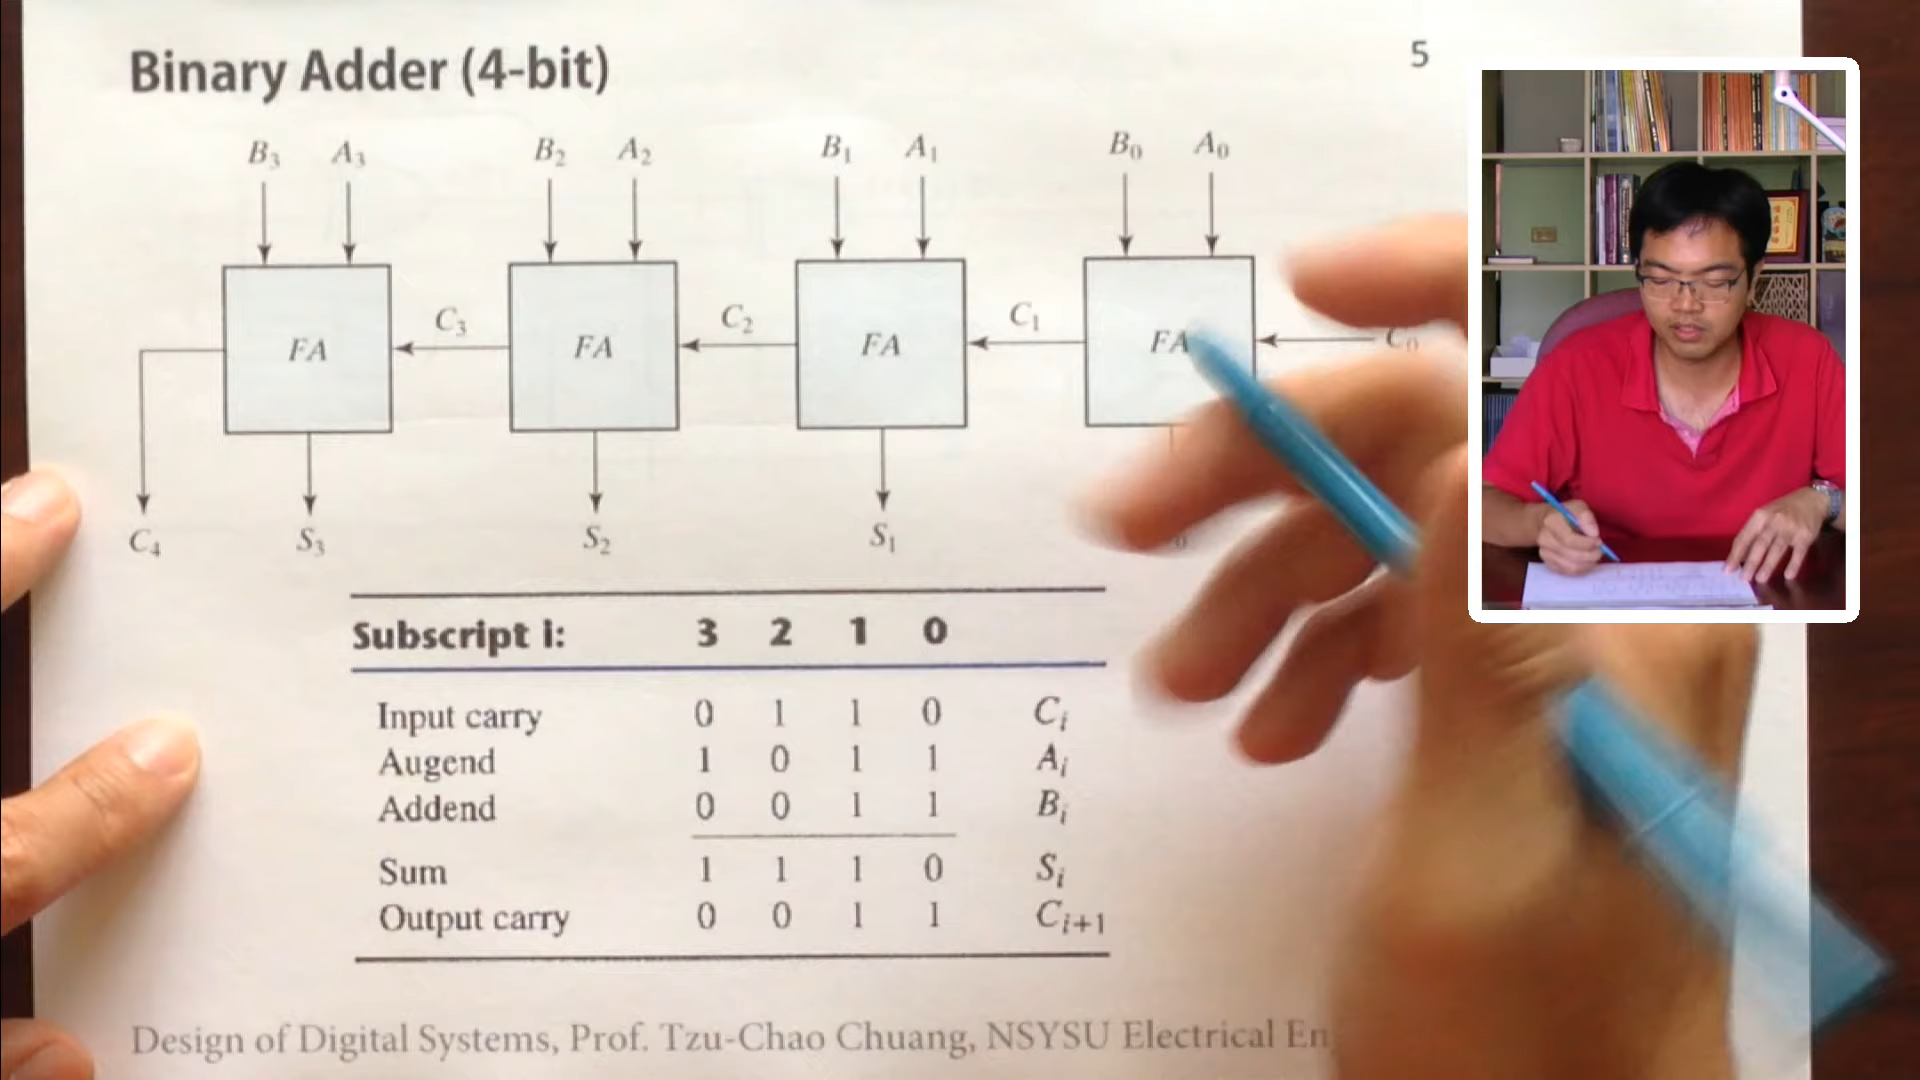 Binary Adder (4-bit)
5
B3 A3 B2 A2 B1 A1 B0 A0
FA C3 FA C2 FA C1 FA C0
C4 S3 S2 S1
Subscript i: 3 2 1 0
Input carry 0 1 1 0 Ci
Augend 1 0 1 1 Ai
Addend 0 0 1 1 Bi
Sum 1 1 1 0 Si
Output carry 0 0 1 1 Ci+1
Design of Digital Systems, Prof. Tzu-Chao Chuang, NSYSU Electrical En